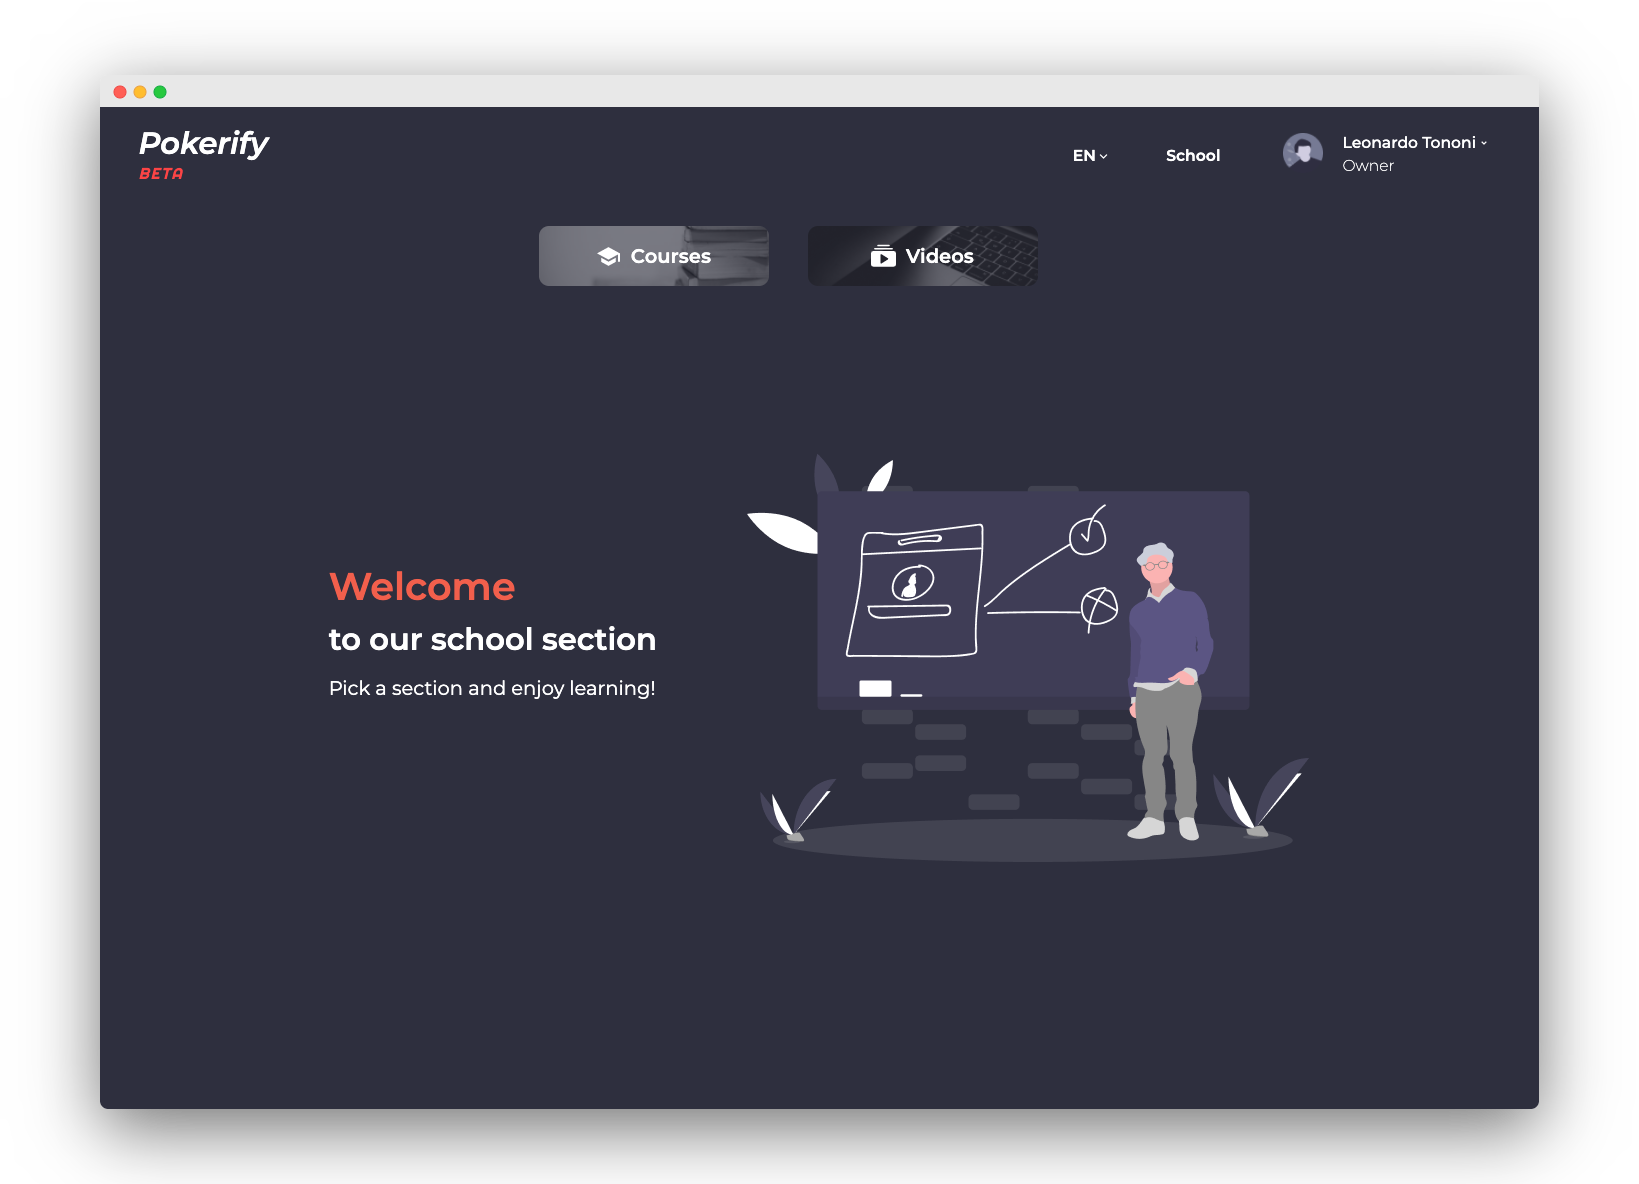 Pokerify
BETA
EN
School
Leonardo Tononi
Owner
Courses
Videos
Welcome
to our school section
Pick a section and enjoy learning!